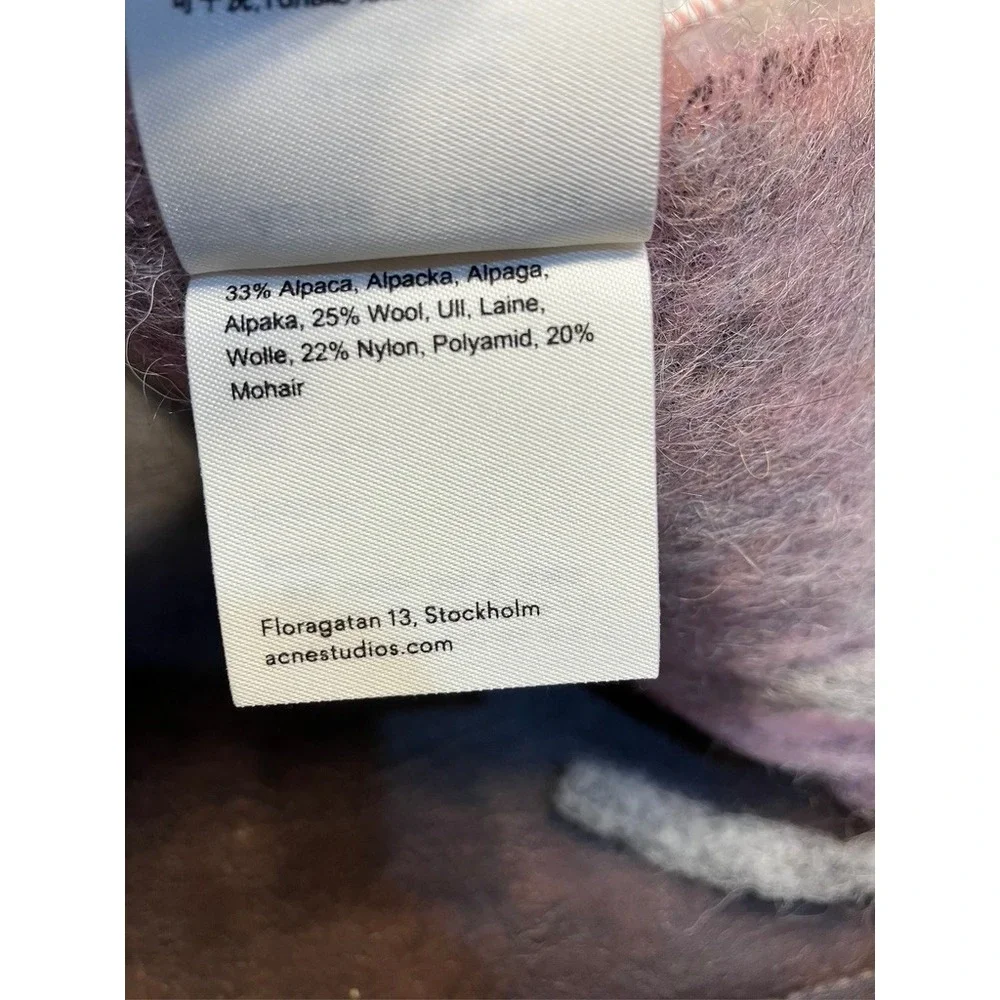 33% Alpaca, Alpacka, Alpaga,
Alpaka, 25% Wool, Ull, Laine,
Wolle, 22% Nylon, Polyamid, 20%
Mohair
Floragatan 13, Stockholm
acnestudios.com